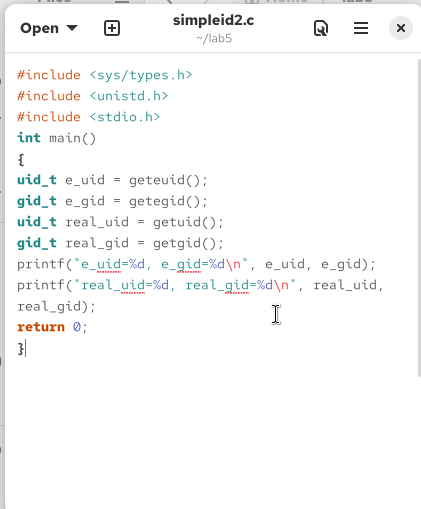 simpleid2.c
Open
~/lab5
#include <sys/types.h>
#include <unistd.h>
#include <stdio.h>
int main()
{
uid_t e_uid = geteuid();
gid_t e_gid = getegid();
uid_t real_uid = getuid();
gid_t real_gid = getgid();
printf("e_uid=%d, e_gid=%d\n", e_uid, e_gid);
printf("real_uid=%d, real_gid=%d\n", real_uid,
real_gid);
return 0;
}